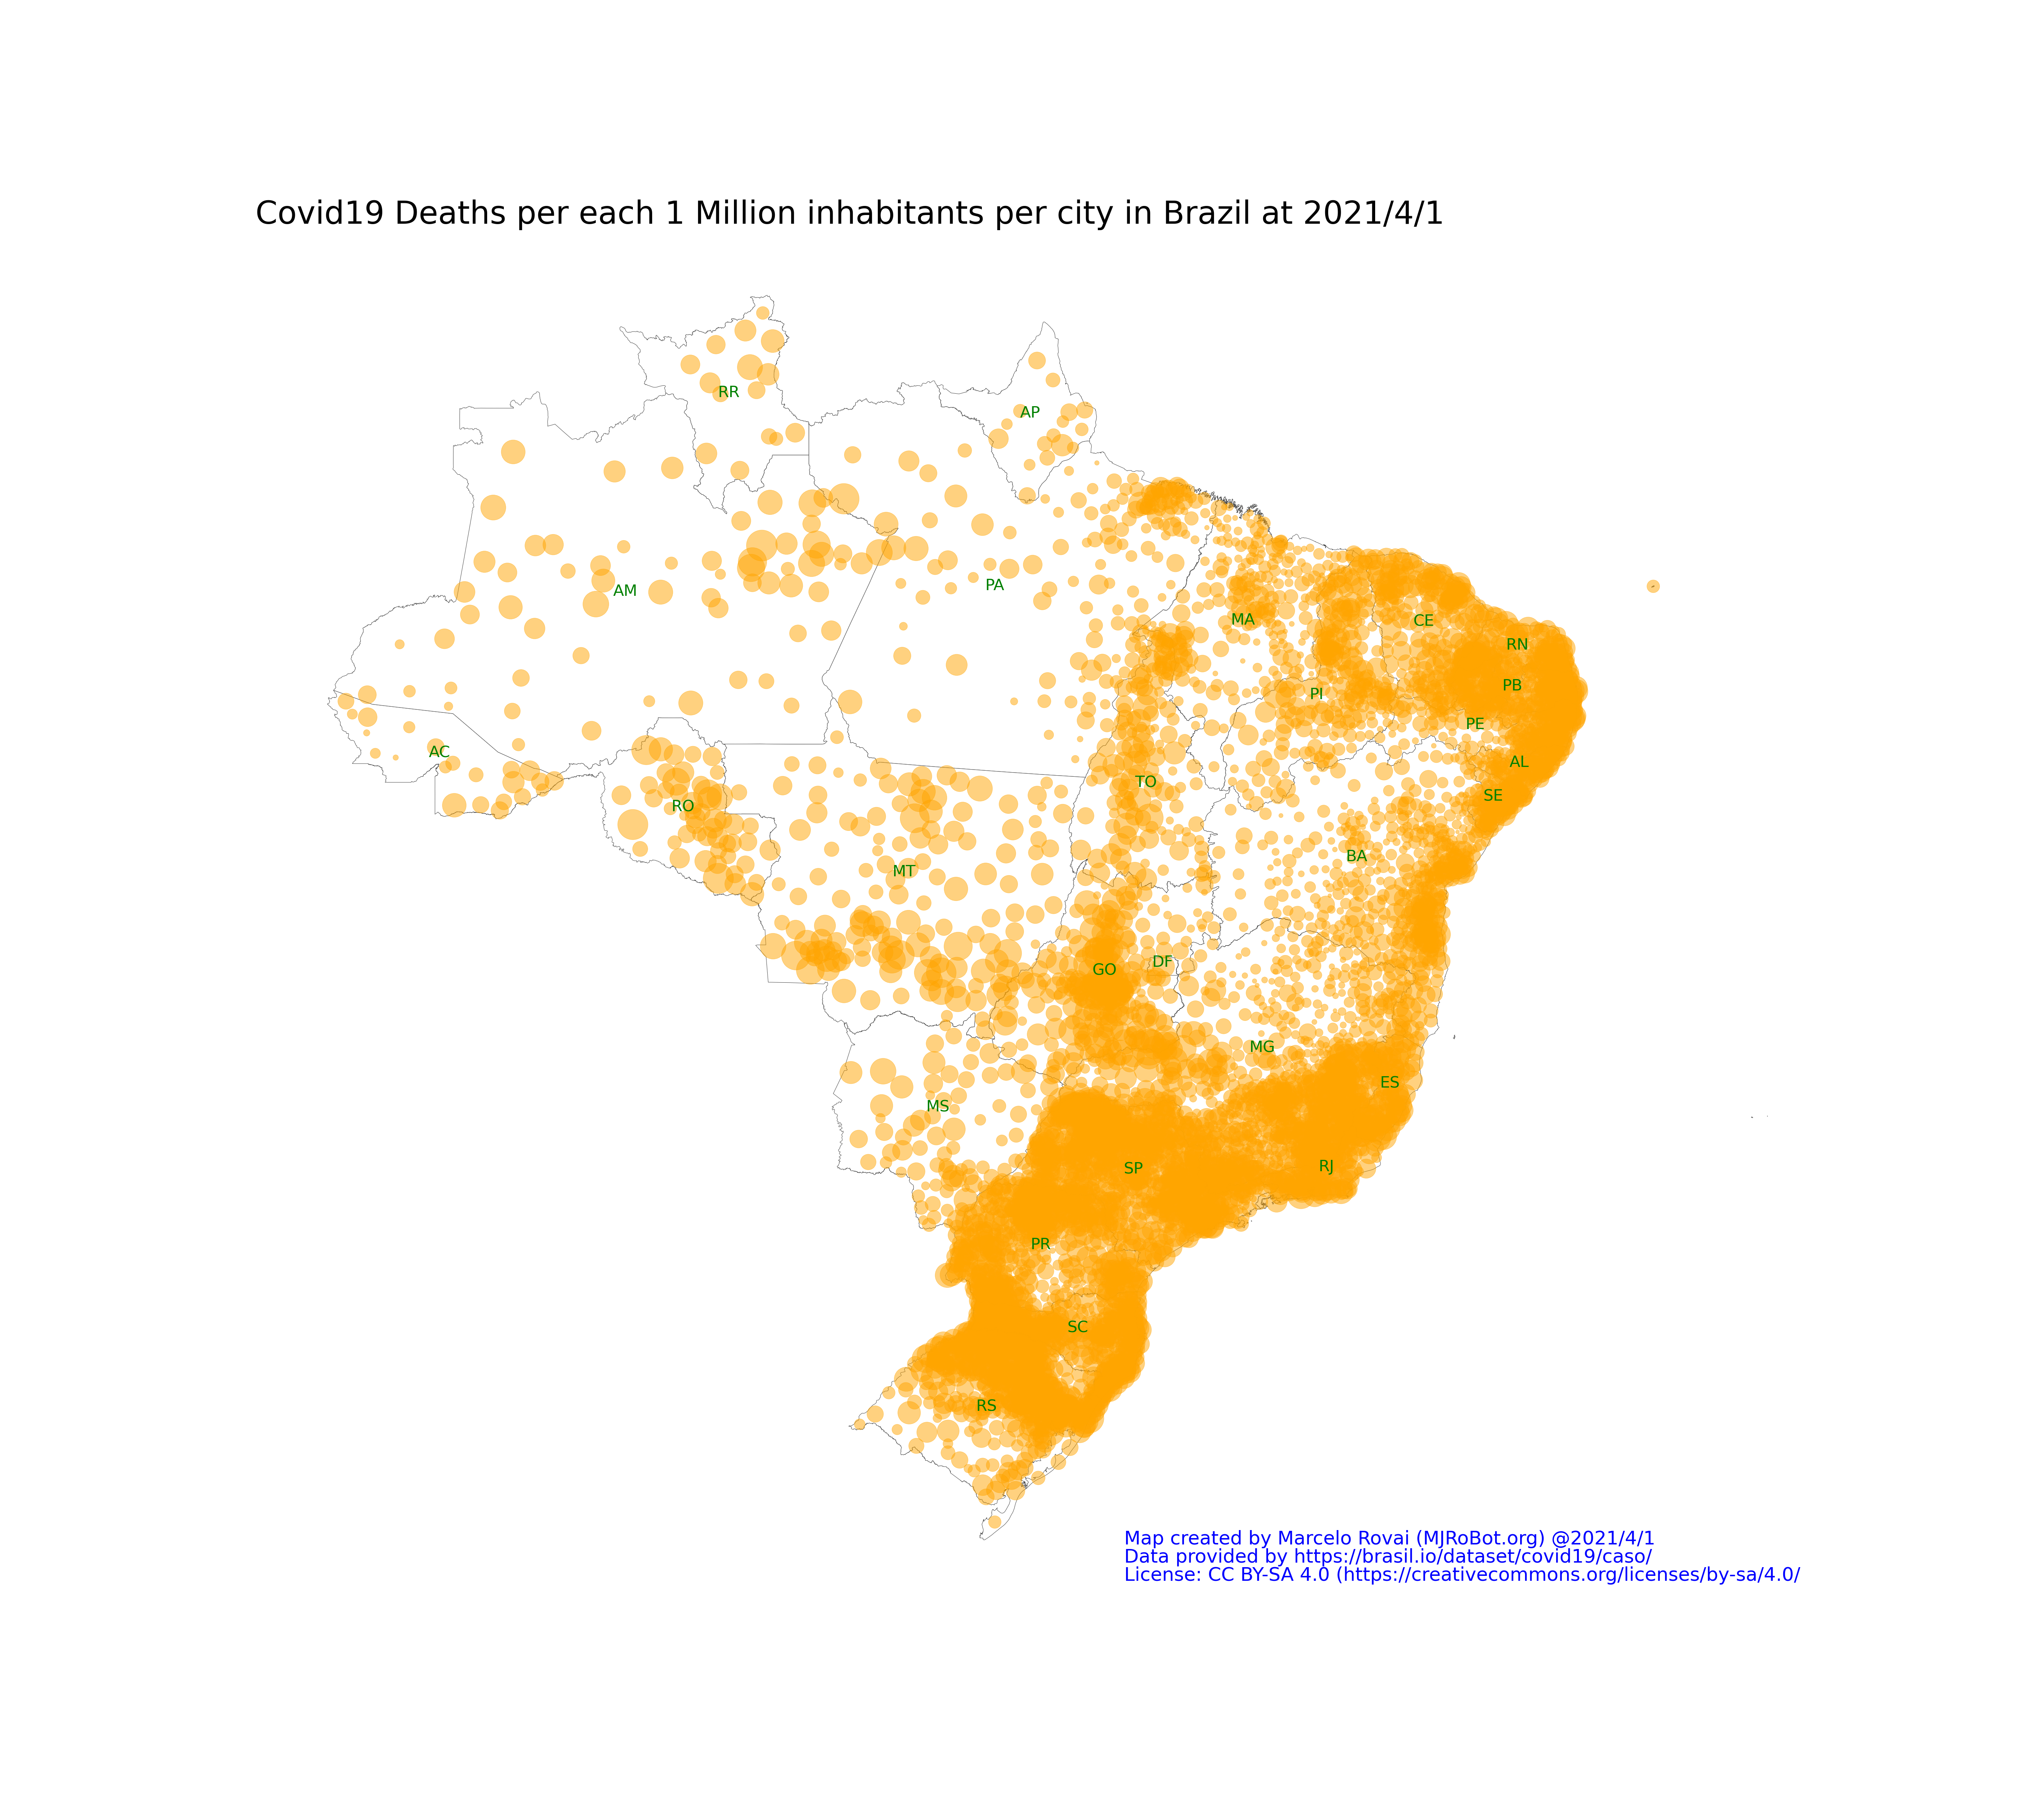 Covid19 Deaths per each 1 Million inhabitants per city in Brazil at 2021/4/1
RR
AP
AM
PA
MA
CE
RN
PB
PI
PE
AC
AL
TO
SE
RO
BA
MT
DF
GO
MG
ES
MS
RJ
SP
PR
SC
RS
Map created by Marcelo Rovai (MJRoBot.org) @2021/4/1
Data provided by https://brasil.io/dataset/covid19/caso/
License: CC BY-SA 4.0 (https://creativecommons.org/licenses/by-sa/4.0/